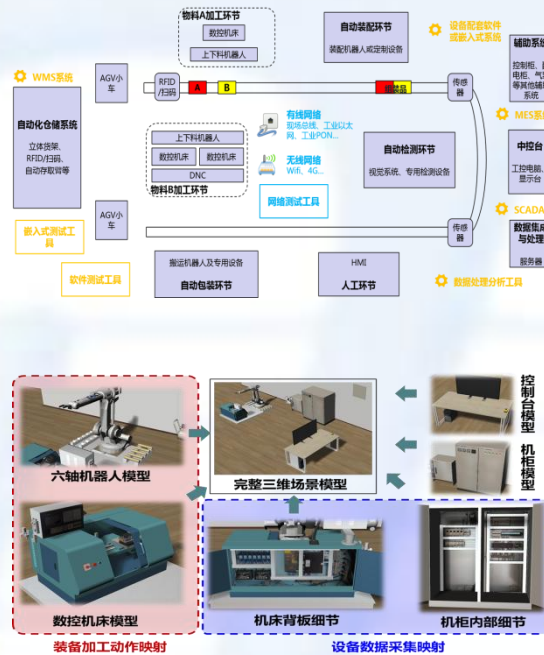 物料A加工环节
数控机床
上下料机器人
自动装配环节
装配机器人或定制设备
设备配套软件
或嵌入式系统
辅助系统
等其他辅助
系统
WMS系统
AGV小
车
RFID
/扫码
A
B
传感
器
自动化仓储系统
立体货架、
RFID/扫码、
自动存取臂等
有线网络
现场总线、工业以太
网、工业PON...
MES系统
上下料机器人
数控机床
数控机床
DNC
物料B加工环节
无线网络
Wifi、4G...
自动检测环节
视觉系统、专用检测设备
中控台
工控电脑、
显示台
网络测试工具
AGV
小车
嵌入式测试工
具
传感
器
SCADA
数据集成
与处理
服务器
软件测试工具
搬运机器人及专用设备
自动包装环节
HMI
人工环节
数据处理分析工具
六轴机器人模型
完整三维场景模型
控制台模型
机柜模型
数控机床模型
机床背板细节
机柜内部细节
装备加工动作映射
设备数据采集映射